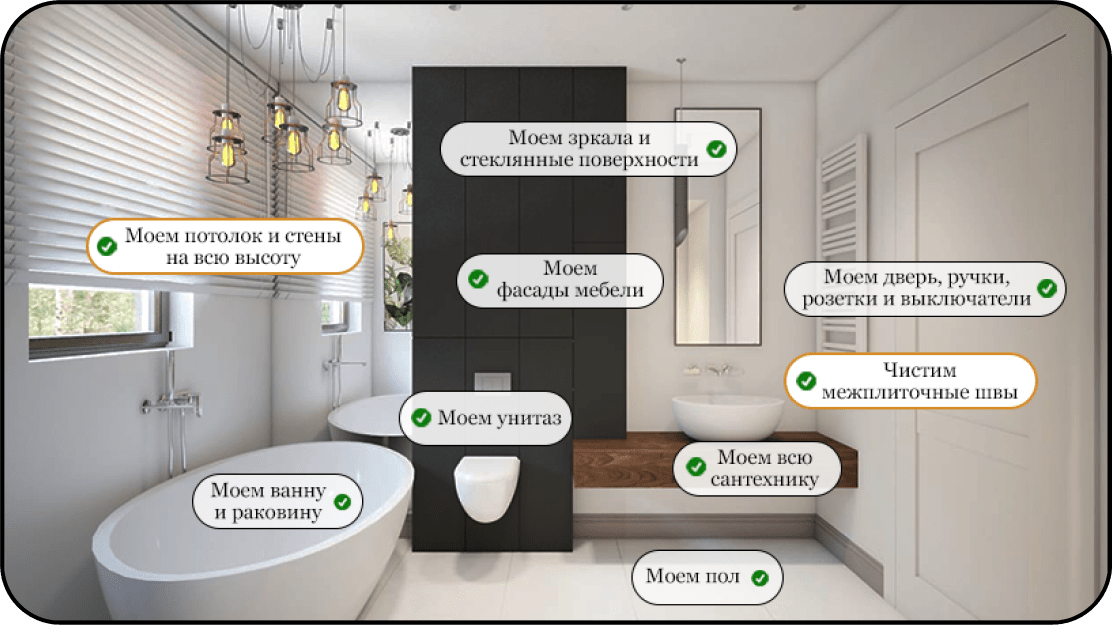 Моем зркала и
стеклянные поверхности
Моем потолок и стены
на всю высоту
Моем
фасады мебели
Моем дверь, ручки,
розетки и выключатели
Чистим
межплиточные швы
Моем унитаз
Моем всю
сантехнику
Моем ванну
и раковину
Моем пол